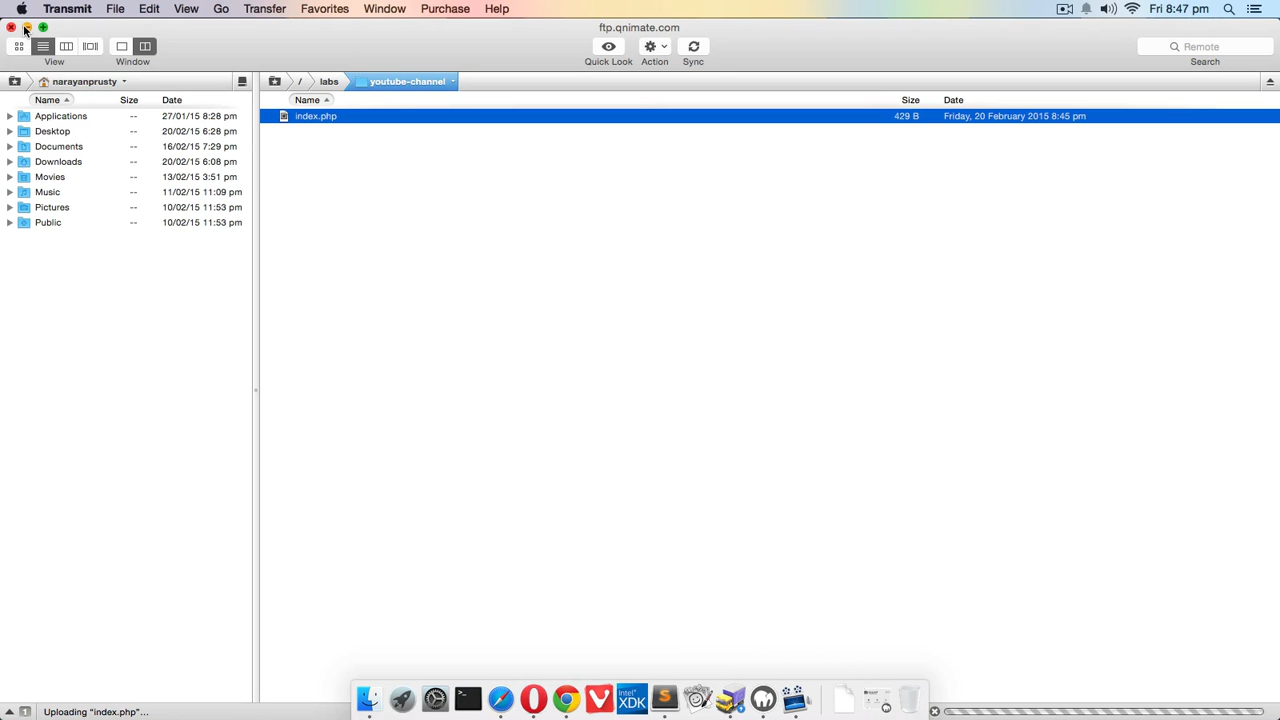 Transmit File Edit View Go Transfer Favorites Window Purchase Help Fri 8:47 pm
ftp.qnimate.com
Remote
View Window Quick Look Action Sync Search
narayanprusty / labs youtube-channel
Name Size Date Name Size Date
Applications -- 27/01/15 8:28 pm index.php 429 B Friday, 20 February 2015 8:45 pm
Desktop -- 20/02/15 6:28 pm
Documents -- 16/02/15 7:29 pm
Downloads -- 20/02/15 6:08 pm
Movies -- 13/02/15 3:51 pm
Music -- 11/02/15 11:09 pm
Pictures -- 10/02/15 11:53 pm
Public -- 10/02/15 11:53 pm
intel XDK
1 Uploading “index.php”...